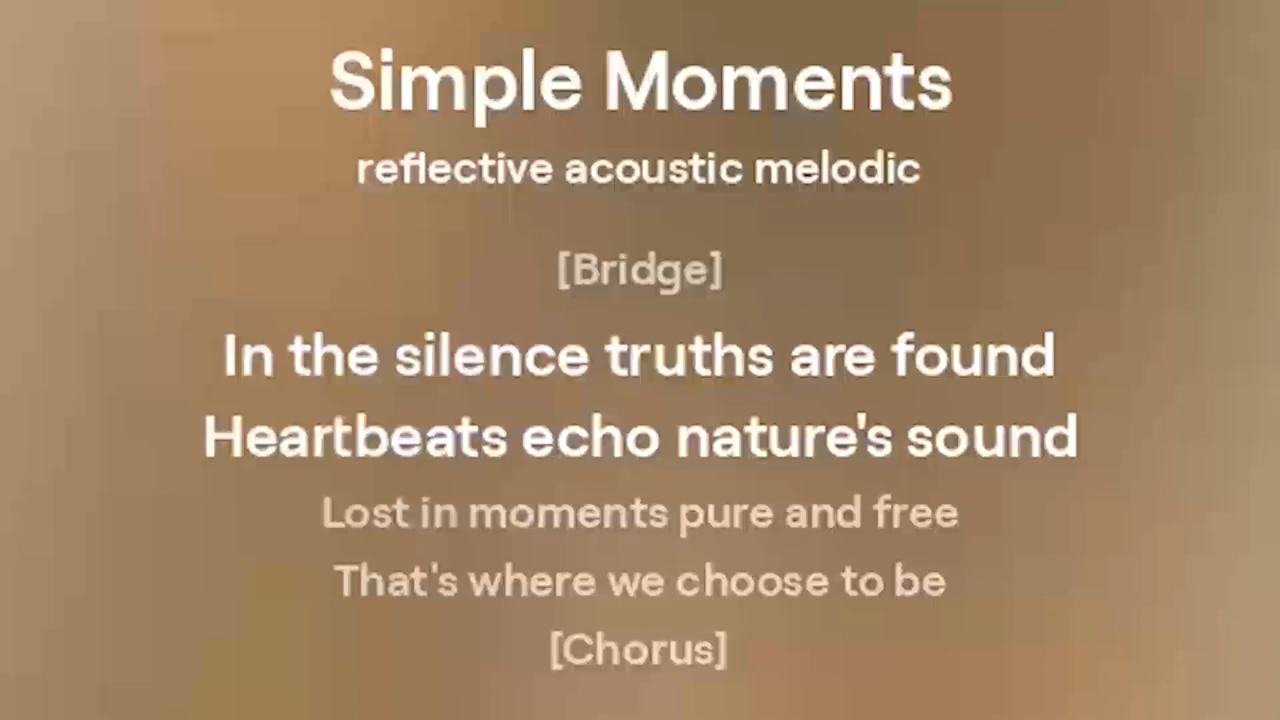 Simple Moments
reflective acoustic melodic
[Bridge]
In the silence truths are found
Heartbeats echo nature's sound
Lost in moments pure and free
That's where we choose to be
[Chorus]